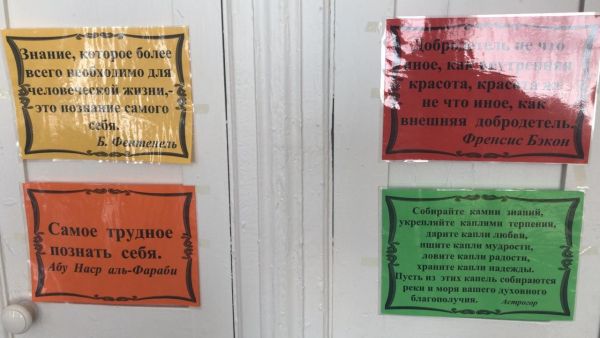 Знание, которое более
всего необходимо для
человеческой жизни,-
-это познание самого
себя.
Б. Фентенель
Добродетель не что
иное, как внутренняя
красота, красота же
не что иное, как
внешняя добродетель.
Френсис Бэкон
Самое трудное
познать себя.
Абу Наср аль-Фараби
Собирайте камни знаний,
укрепляйте каплями терпения,
дарите капли любви,
ищите капли мудрости,
ловите капли радости,
храните капли надежды.
Пусть из этих капель собираются
реки и моря вашего духовного
благополучия. Астрогор